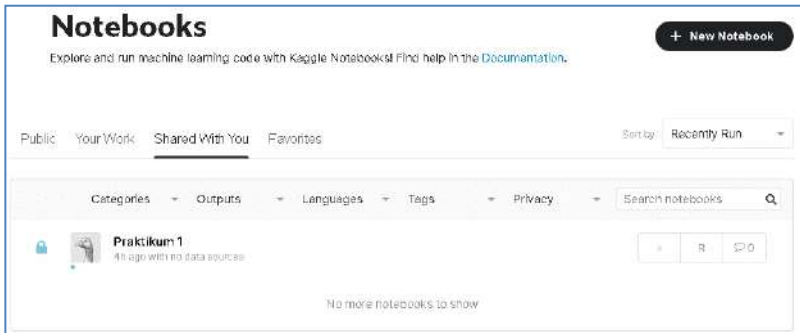 Notebooks
+ New Notebook
Explore and run machine learning code with Kaggle Notebooks! Find help in the Documentation.
Public Your Work Shared With You Favorites
Sort by Recently Run
Categories Outputs Languages Tags Privacy Search notebooks
Praktikum 1
4h ago with no data sources
R 0
No more notebooks to show